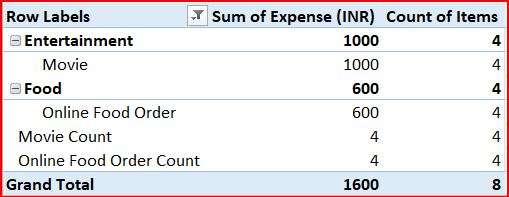 Row Labels Sum of Expense (INR) Count of Items
Entertainment 1000 4
Movie 1000 4
Food 600 4
Online Food Order 600 4
Movie Count 4 4
Online Food Order Count 4 4
Grand Total 1600 8